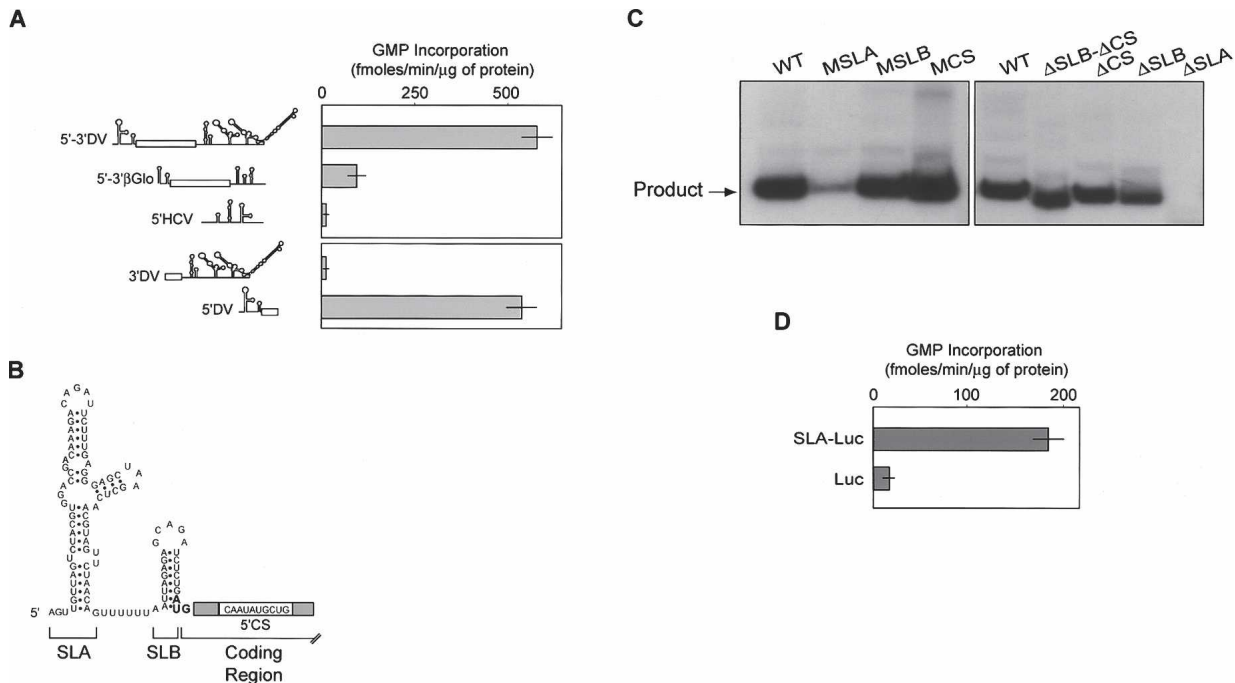 A
GMP Incorporation
(fmoles/min/μg of protein)
0 250 500
5'-3'DV
5'-3'βGlo
5'HCV
3'DV
5'DV
B
5'
CAAUAUGCUG
5'CS
SLA SLB Coding
Region
C
WT MSLA MSLB MCS WT ΔSLB-ΔCS ΔCS ΔSLB ΔSLA
Product
D
GMP Incorporation
(fmoles/min/μg of protein)
0 100 200
SLA-Luc
Luc